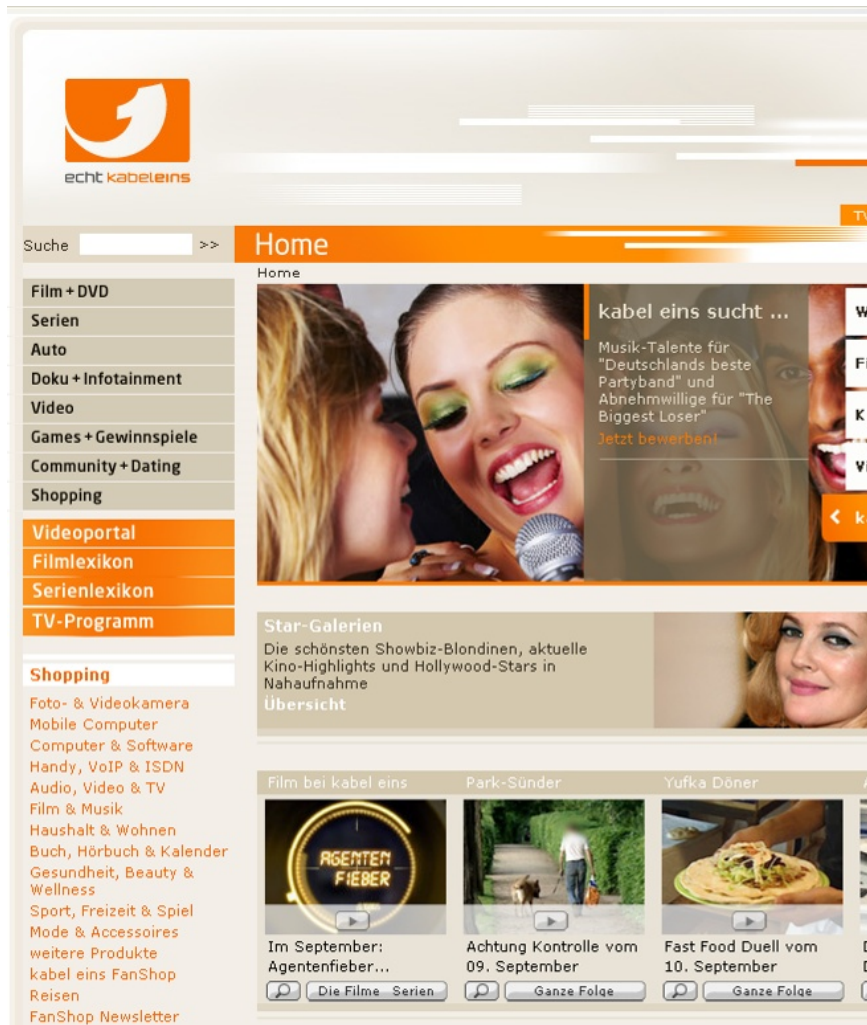 echt kabeleins
TV
Suche >>
Home
Home
Film + DVD
Serien
Auto
Doku + Infotainment
Video
Games + Gewinnspiele
Community + Dating
Shopping
Videoportal
Filmlexikon
Serienlexikon
TV-Programm
Shopping
Foto- & Videokamera
Mobile Computer
Computer & Software
Handy, VoIP & ISDN
Audio, Video & TV
Film & Musik
Haushalt & Wohnen
Buch, Hörbuch & Kalender
Gesundheit, Beauty &
Wellness
Sport, Freizeit & Spiel
Mode & Accessoires
weitere Produkte
kabel eins FanShop
Reisen
FanShop Newsletter
kabel eins sucht ...
Musik-Talente für
"Deutschlands beste
Partyband" und
Abnehmwillige für "The
Biggest Loser"
Jetzt bewerben!
Star-Galerien
Die schönsten Showbiz-Blondinen, aktuelle
Kino-Highlights und Hollywood-Stars in
Nahaufnahme
Übersicht
Film bei kabel eins
AGENTEN
FIEBER
Im September:
Agentenfieber...
Die Filme Serien
Park-Sünder
Achtung Kontrolle vom
09. September
Ganze Folge
Yufka Döner
Fast Food Duell vom
10. September
Ganze Folge